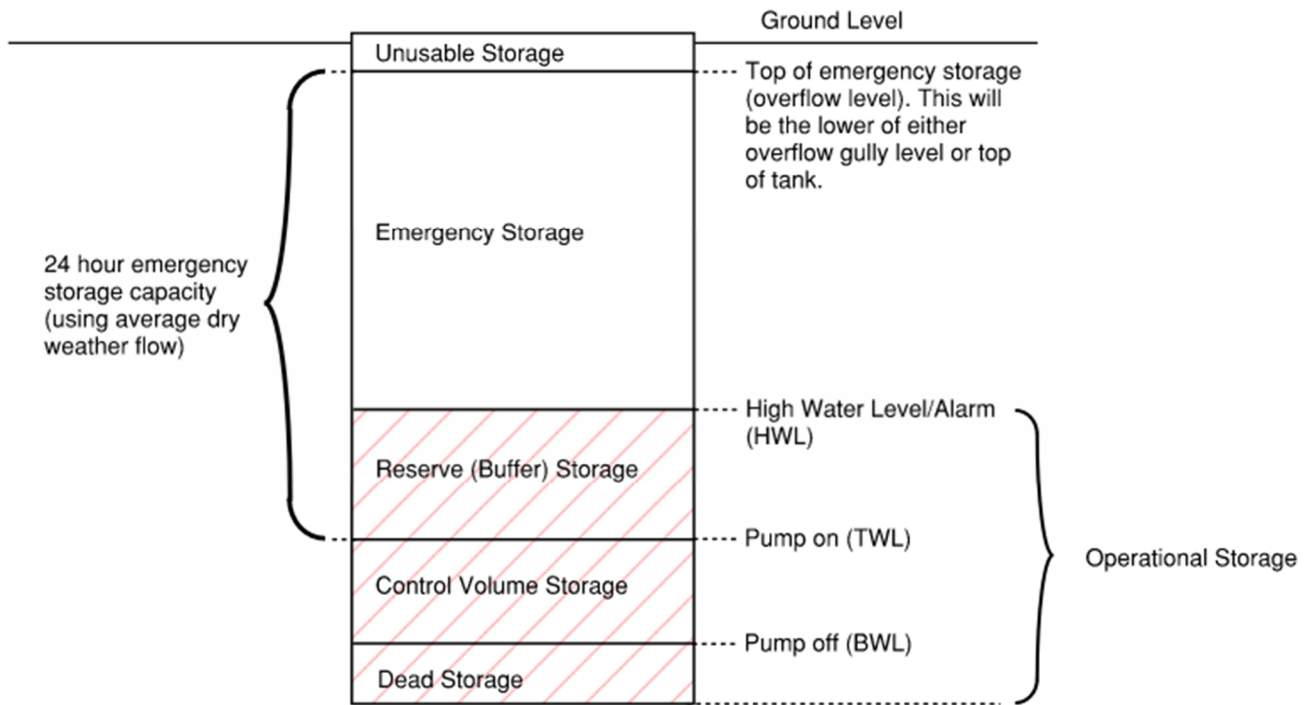 Ground Level
Unusable Storage
Top of emergency storage
(overflow level). This will
be the lower of either
overflow gully level or top
of tank.
Emergency Storage
24 hour emergency
storage capacity
(using average dry
weather flow)
High Water Level/Alarm
(HWL)
Reserve (Buffer) Storage
Pump on (TWL)
Operational Storage
Control Volume Storage
Pump off (BWL)
Dead Storage